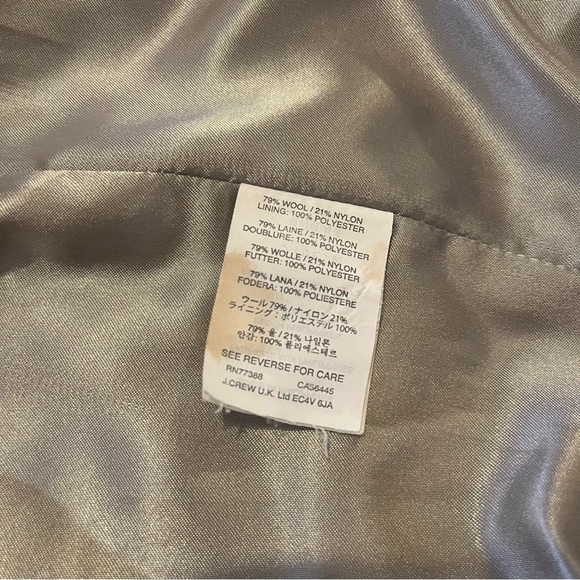 79% WOOL / 21% NYLON
LINING: 100% POLYESTER
79% LAINE / 21% NYLON
DOUBLURE: 100% POLYESTER
79% WOLLE / 21% NYLON
FUTTER: 100% POLYESTER
79% LANA / 21% NYLON
FODERA: 100% POLIESTERE
ウール 79% / ナイロン 21%
ライニング : ポリエステル 100%
79% 울 / 21% 나일론
안감: 100% 폴리에스테르
SEE REVERSE FOR CARE
RN77388 CA56445
J.CREW U.K. Ltd EC4V 6JA